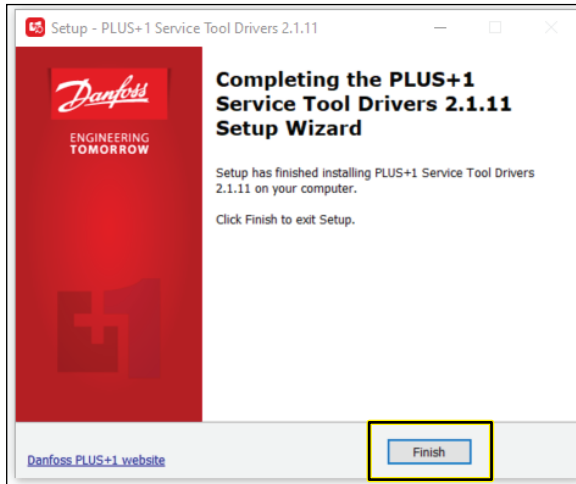 Setup - PLUS+1 Service Tool Drivers 2.1.11
Danfoss
ENGINEERING
TOMORROW
Completing the PLUS+1
Service Tool Drivers 2.1.11
Setup Wizard
Setup has finished installing PLUS+1 Service Tool Drivers
2.1.11 on your computer.
Click Finish to exit Setup.
+1
Danfoss PLUS+1 website
Finish